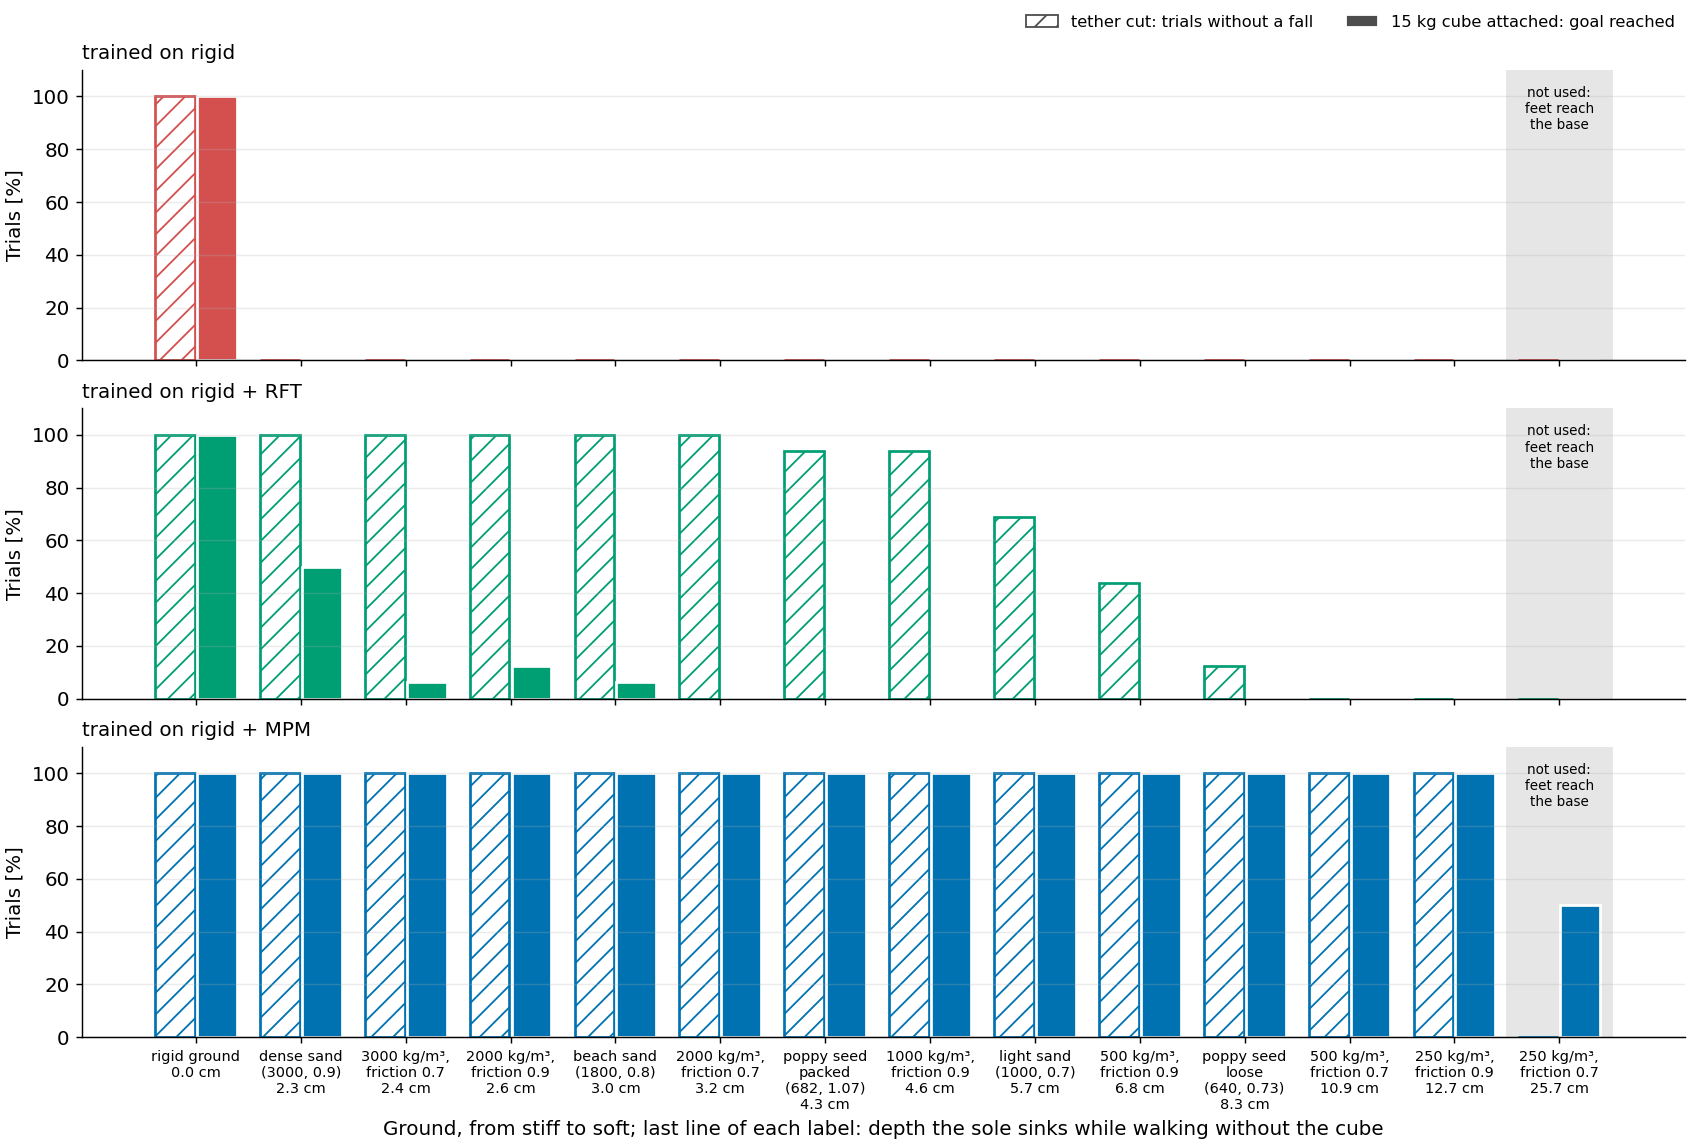 tether cut: trials without a fall
15 kg cube attached: goal reached
trained on rigid
Trials [%]
100
80
60
40
20
0
not used:
feet reach
the base
trained on rigid + RFT
Trials [%]
100
80
60
40
20
0
not used:
feet reach
the base
trained on rigid + MPM
Trials [%]
100
80
60
40
20
0
not used:
feet reach
the base
rigid ground
0.0 cm
dense sand
(3000, 0.9)
2.3 cm
3000 kg/m³,
friction 0.7
2.4 cm
2000 kg/m³,
friction 0.9
2.6 cm
beach sand
(1800, 0.8)
3.0 cm
2000 kg/m³,
friction 0.7
3.2 cm
poppy seed
packed
(682, 1.07)
4.3 cm
1000 kg/m³,
friction 0.9
4.6 cm
light sand
(1000, 0.7)
5.7 cm
500 kg/m³,
friction 0.9
6.8 cm
poppy seed
loose
(640, 0.73)
8.3 cm
500 kg/m³,
friction 0.7
10.9 cm
250 kg/m³,
friction 0.9
12.7 cm
250 kg/m³,
friction 0.7
25.7 cm
Ground, from stiff to soft; last line of each label: depth the sole sinks while walking without the cube